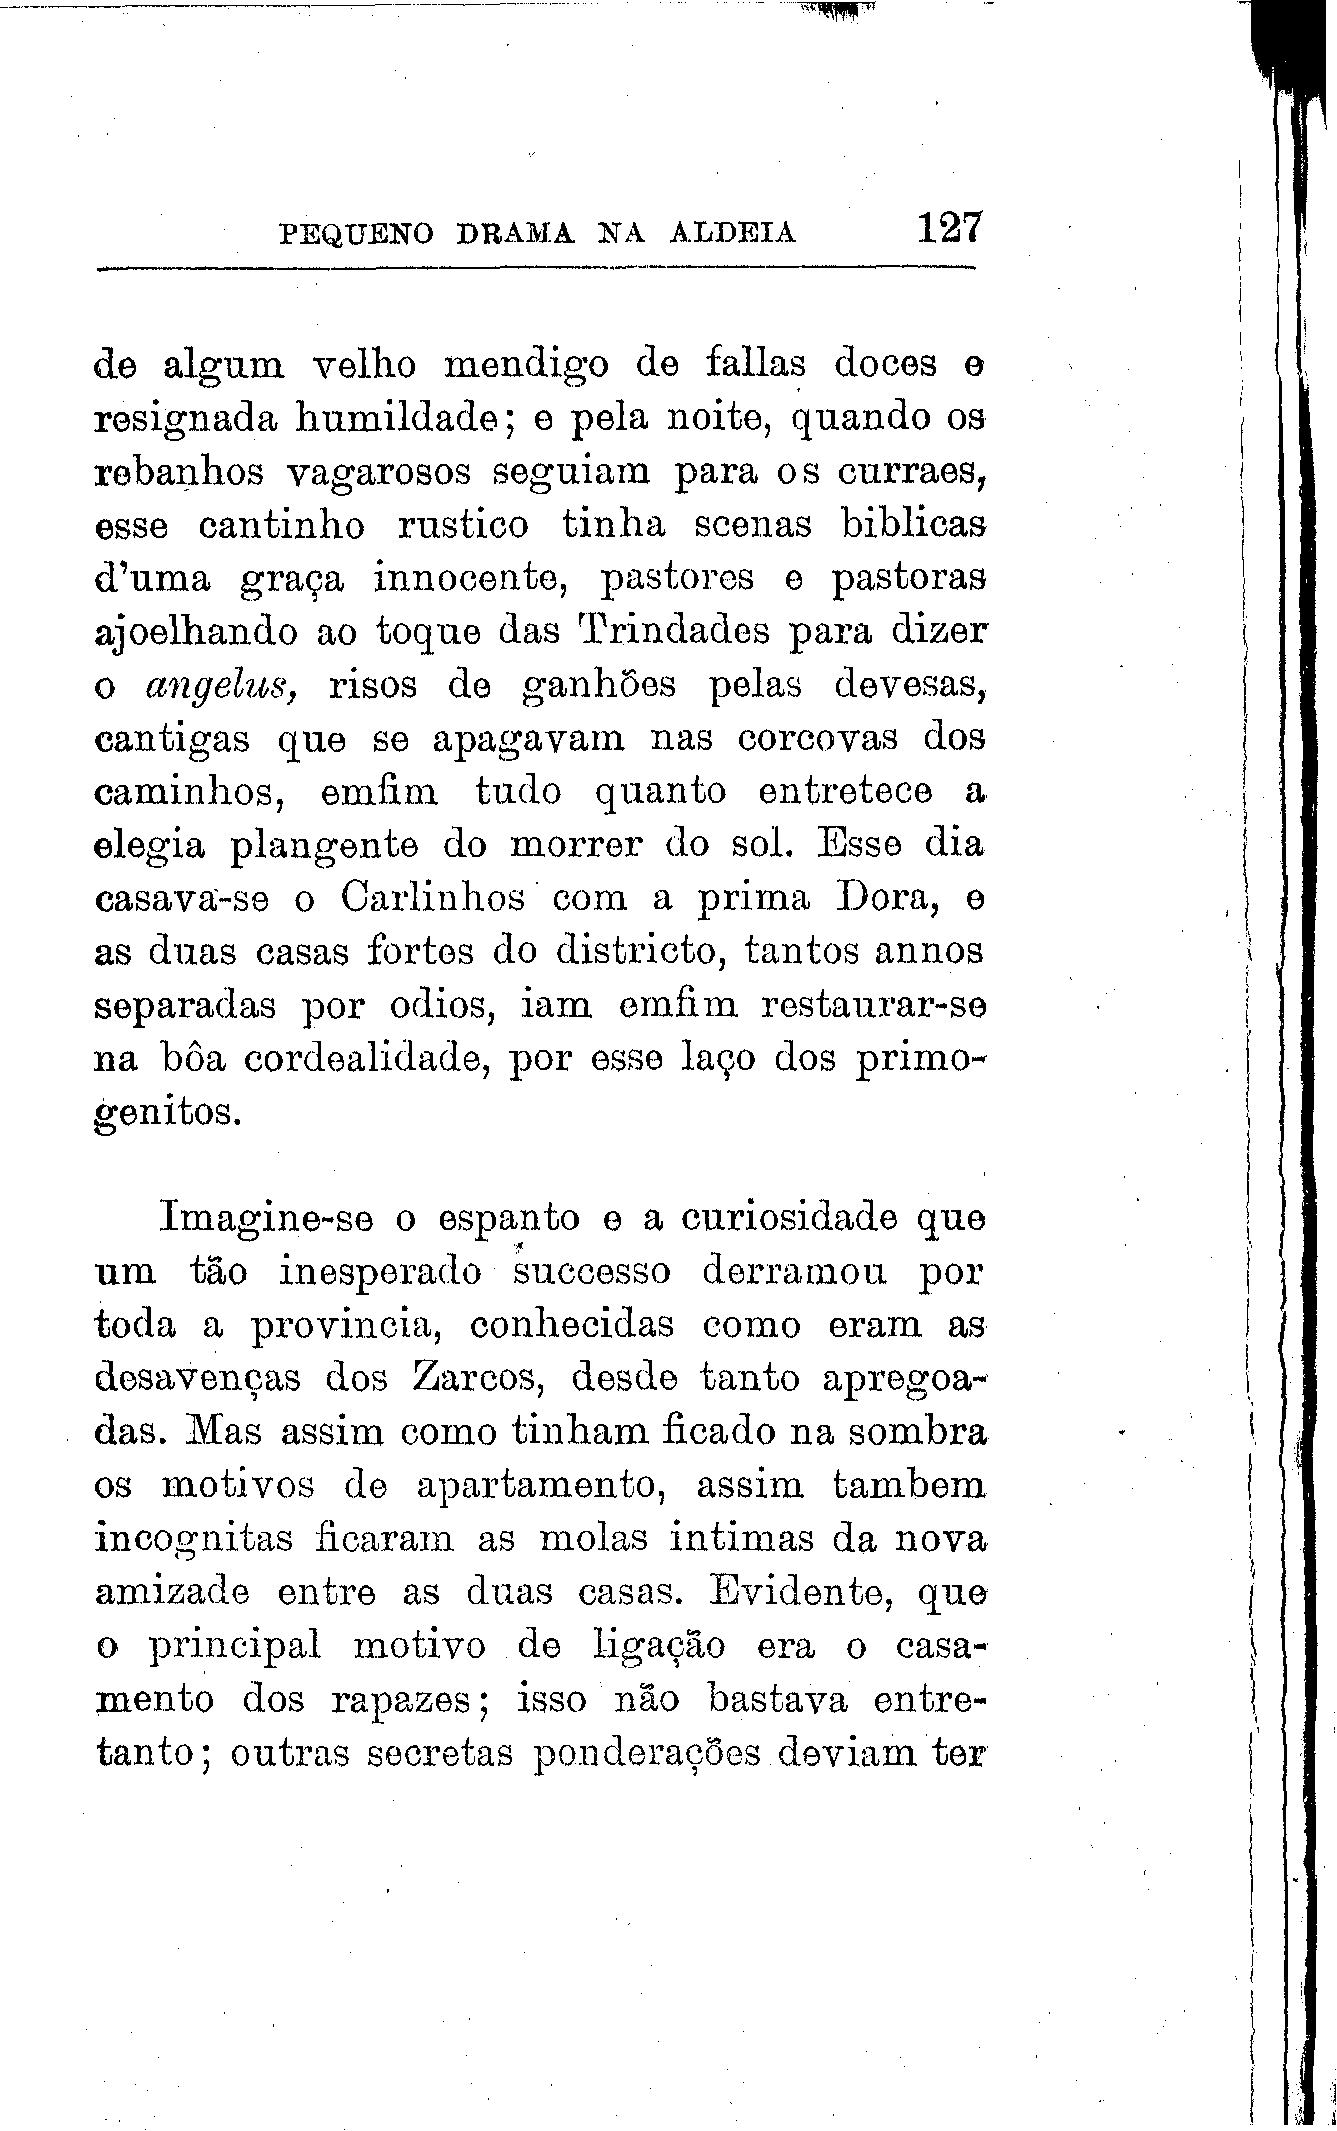 PEQUENO DRAMA NA ALDEIA 127
de algum velho mendigo de fallas doces e
resignada humildade; e pela noite, quando os
rebanhos vagarosos seguiam para os curraes,
esse cantinho rustico tinha scenas biblicas
d'uma graça innocente, pastores e pastoras
ajoelhando ao toque das Trindades para dizer
o angelus, risos de ganhões pelas devesas,
cantigas que se apagavam nas corcovas dos
caminhos, emfim tudo quanto entretece a
elegia plangente do morrer do sol. Esse dia
casava-se o Carlinhos com a prima Dora, e
as duas casas fortes do districto, tantos annos
separadas por odios, iam emfim restaurar-se
na bôa cordealidade, por esse laço dos primo-
genitos.
Imagine-se o espanto e a curiosidade que
um tão inesperado successo derramou por
toda a provincia, conhecidas como eram as
desavenças dos Zarcos, desde tanto apregoa-
das. Mas assim como tinham ficado na sombra
os motivos de apartamento, assim tambem
incognitas ficaram as molas intimas da nova
amizade entre as duas casas. Evidente, que
o principal motivo de ligação era o casa-
mento dos rapazes; isso não bastava entre-
tanto; outras secretas ponderações deviam ter